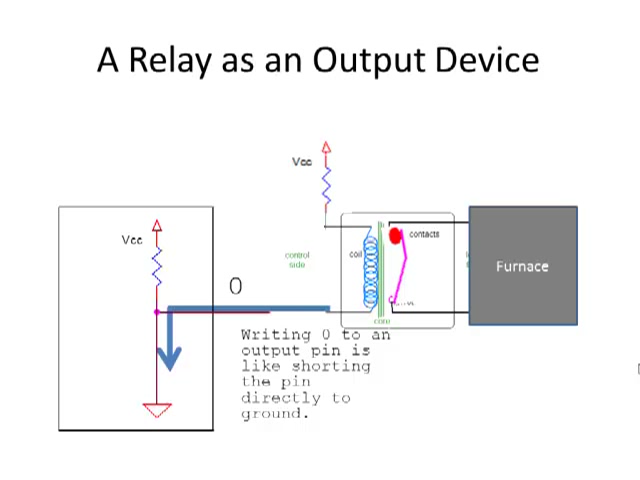 A Relay as an Output Device
Vcc
Vcc
control
side
coil
contacts
core
Furnace
0
Writing 0 to an
output pin is
like shorting
the pin
directly to
ground.